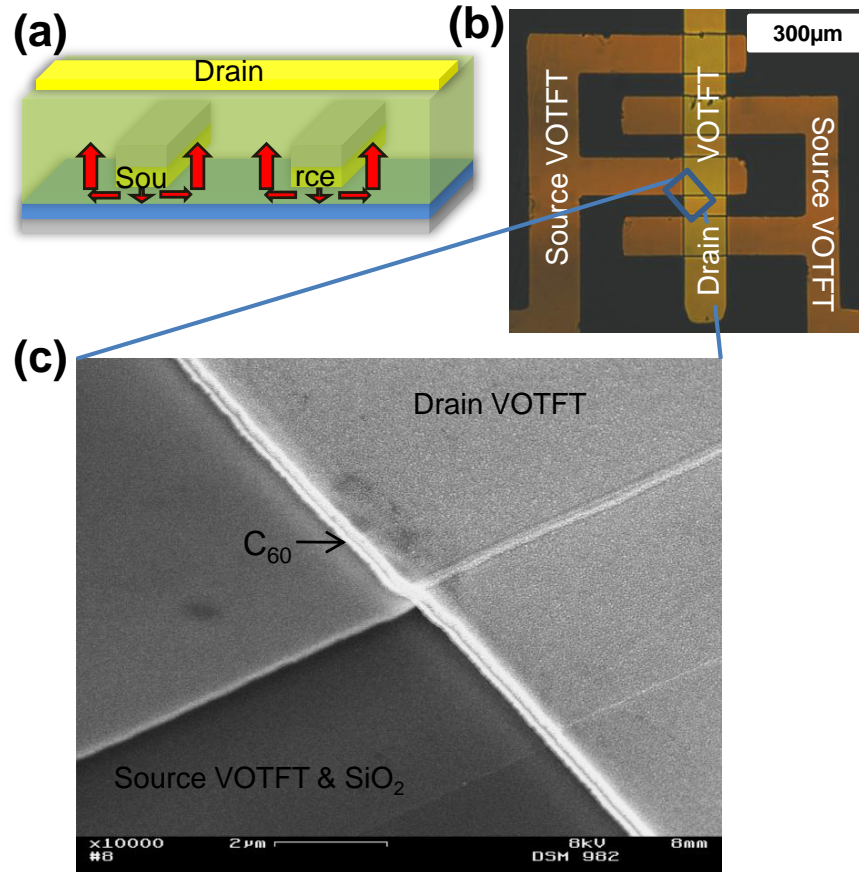 (a)
Drain
Sou
rce
(b)
300µm
Source VOTFT
Drain VOTFT
Source VOTFT
(c)
Drain VOTFT
C₆₀
Source VOTFT & SiO₂
x10000 2µm 8kV 8mm
#8 DSM 982